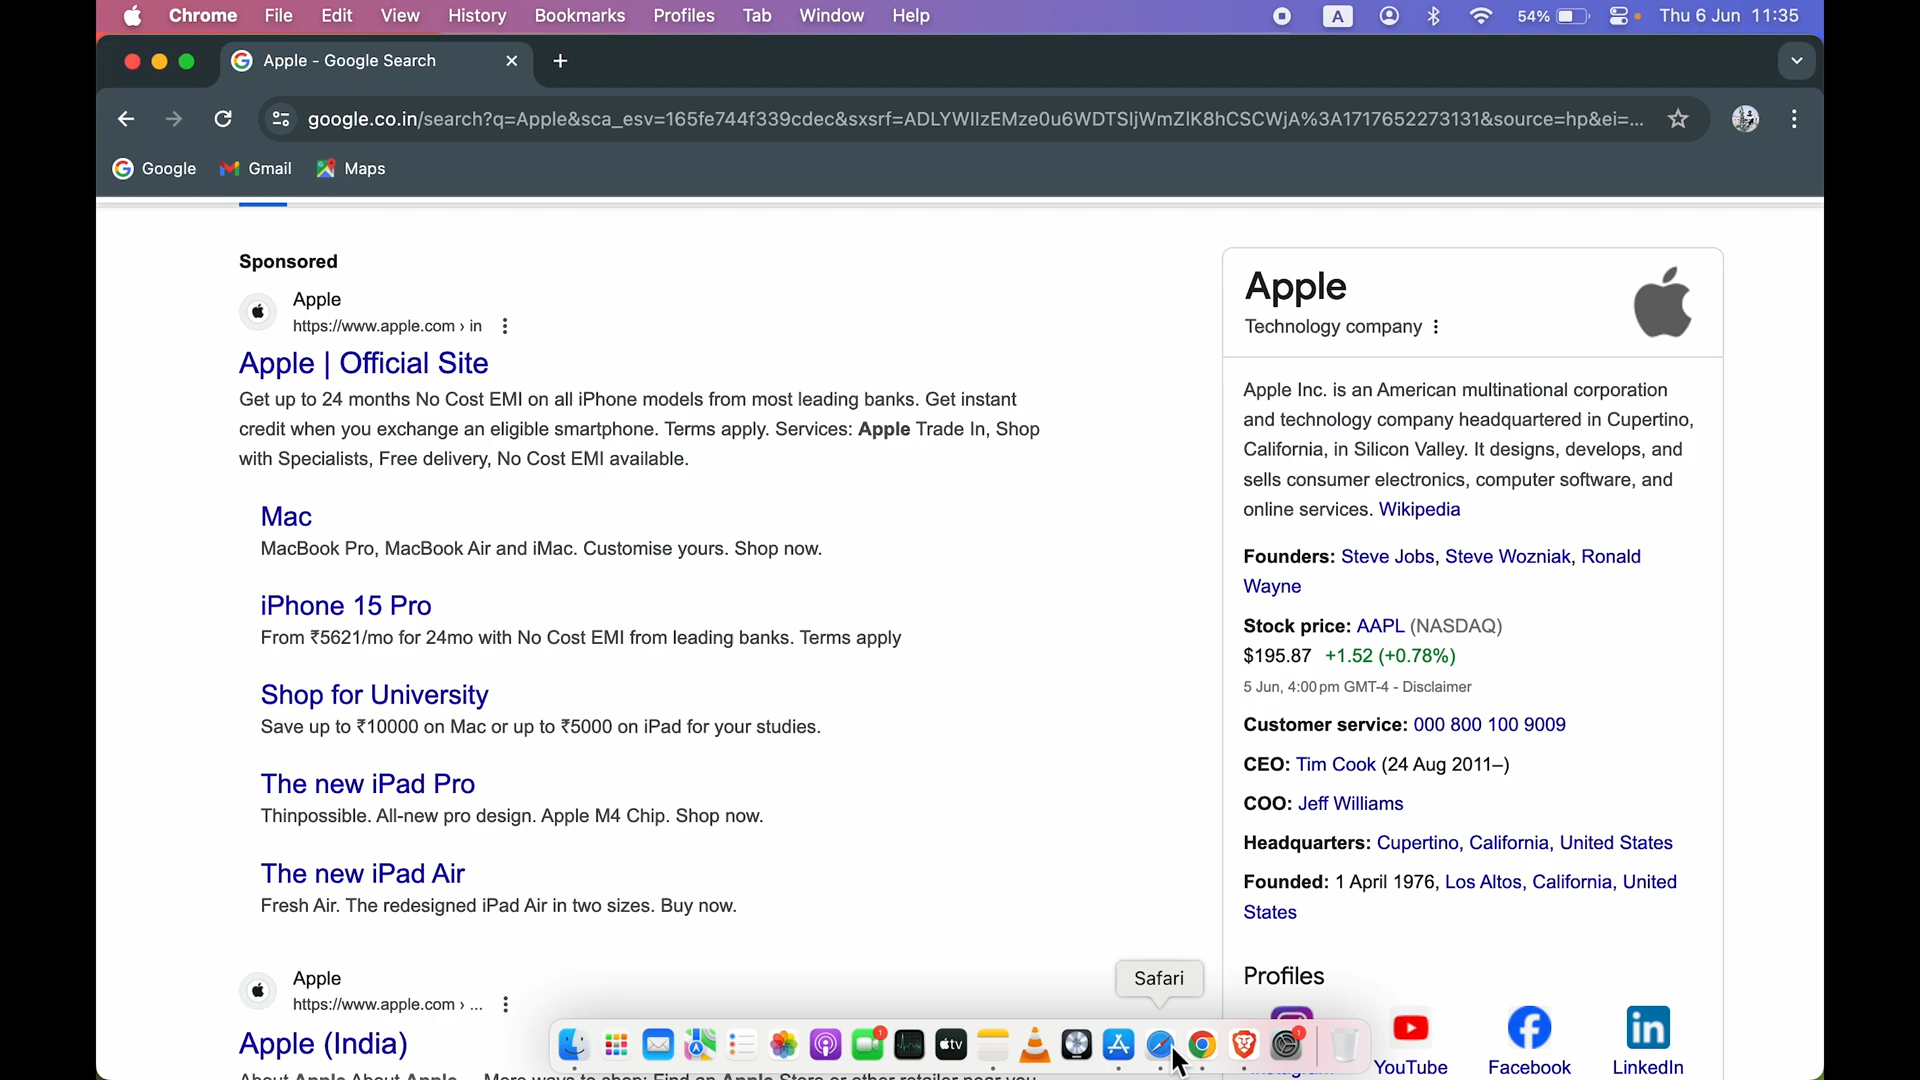 Chrome File Edit View History Bookmarks Profiles Tab Window Help A 54% Thu 6 Jun 11:35
Apple - Google Search
google.co.in/search?q=Apple&sca_esv=165fe744f339cdec&sxsrf=ADLYWIIzEMze0u6WDTSIjWmZlK8hCSCWjA%3A1717652273131&source=hp&ei=...
Google Gmail Maps
Sponsored
Apple
https://www.apple.com › in
Apple | Official Site
Get up to 24 months No Cost EMI on all iPhone models from most leading banks. Get instant
credit when you exchange an eligible smartphone. Terms apply. Services: Apple Trade In, Shop
with Specialists, Free delivery, No Cost EMI available.
Mac
MacBook Pro, MacBook Air and iMac. Customise yours. Shop now.
iPhone 15 Pro
From ₹5621/mo for 24mo with No Cost EMI from leading banks. Terms apply
Shop for University
Save up to ₹10000 on Mac or up to ₹5000 on iPad for your studies.
The new iPad Pro
Thinpossible. All-new pro design. Apple M4 Chip. Shop now.
The new iPad Air
Fresh Air. The redesigned iPad Air in two sizes. Buy now.
Apple
https://www.apple.com › ...
Apple (India)
Apple
Technology company
Apple Inc. is an American multinational corporation
and technology company headquartered in Cupertino,
California, in Silicon Valley. It designs, develops, and
sells consumer electronics, computer software, and
online services. Wikipedia
Founders: Steve Jobs, Steve Wozniak, Ronald
Wayne
Stock price: AAPL (NASDAQ)
$195.87 +1.52 (+0.78%)
5 Jun, 4:00 pm GMT-4 - Disclaimer
Customer service: 000 800 100 9009
CEO: Tim Cook (24 Aug 2011–)
COO: Jeff Williams
Headquarters: Cupertino, California, United States
Founded: 1 April 1976, Los Altos, California, United
States
Profiles
YouTube Facebook LinkedIn
Safari
1 tv 1